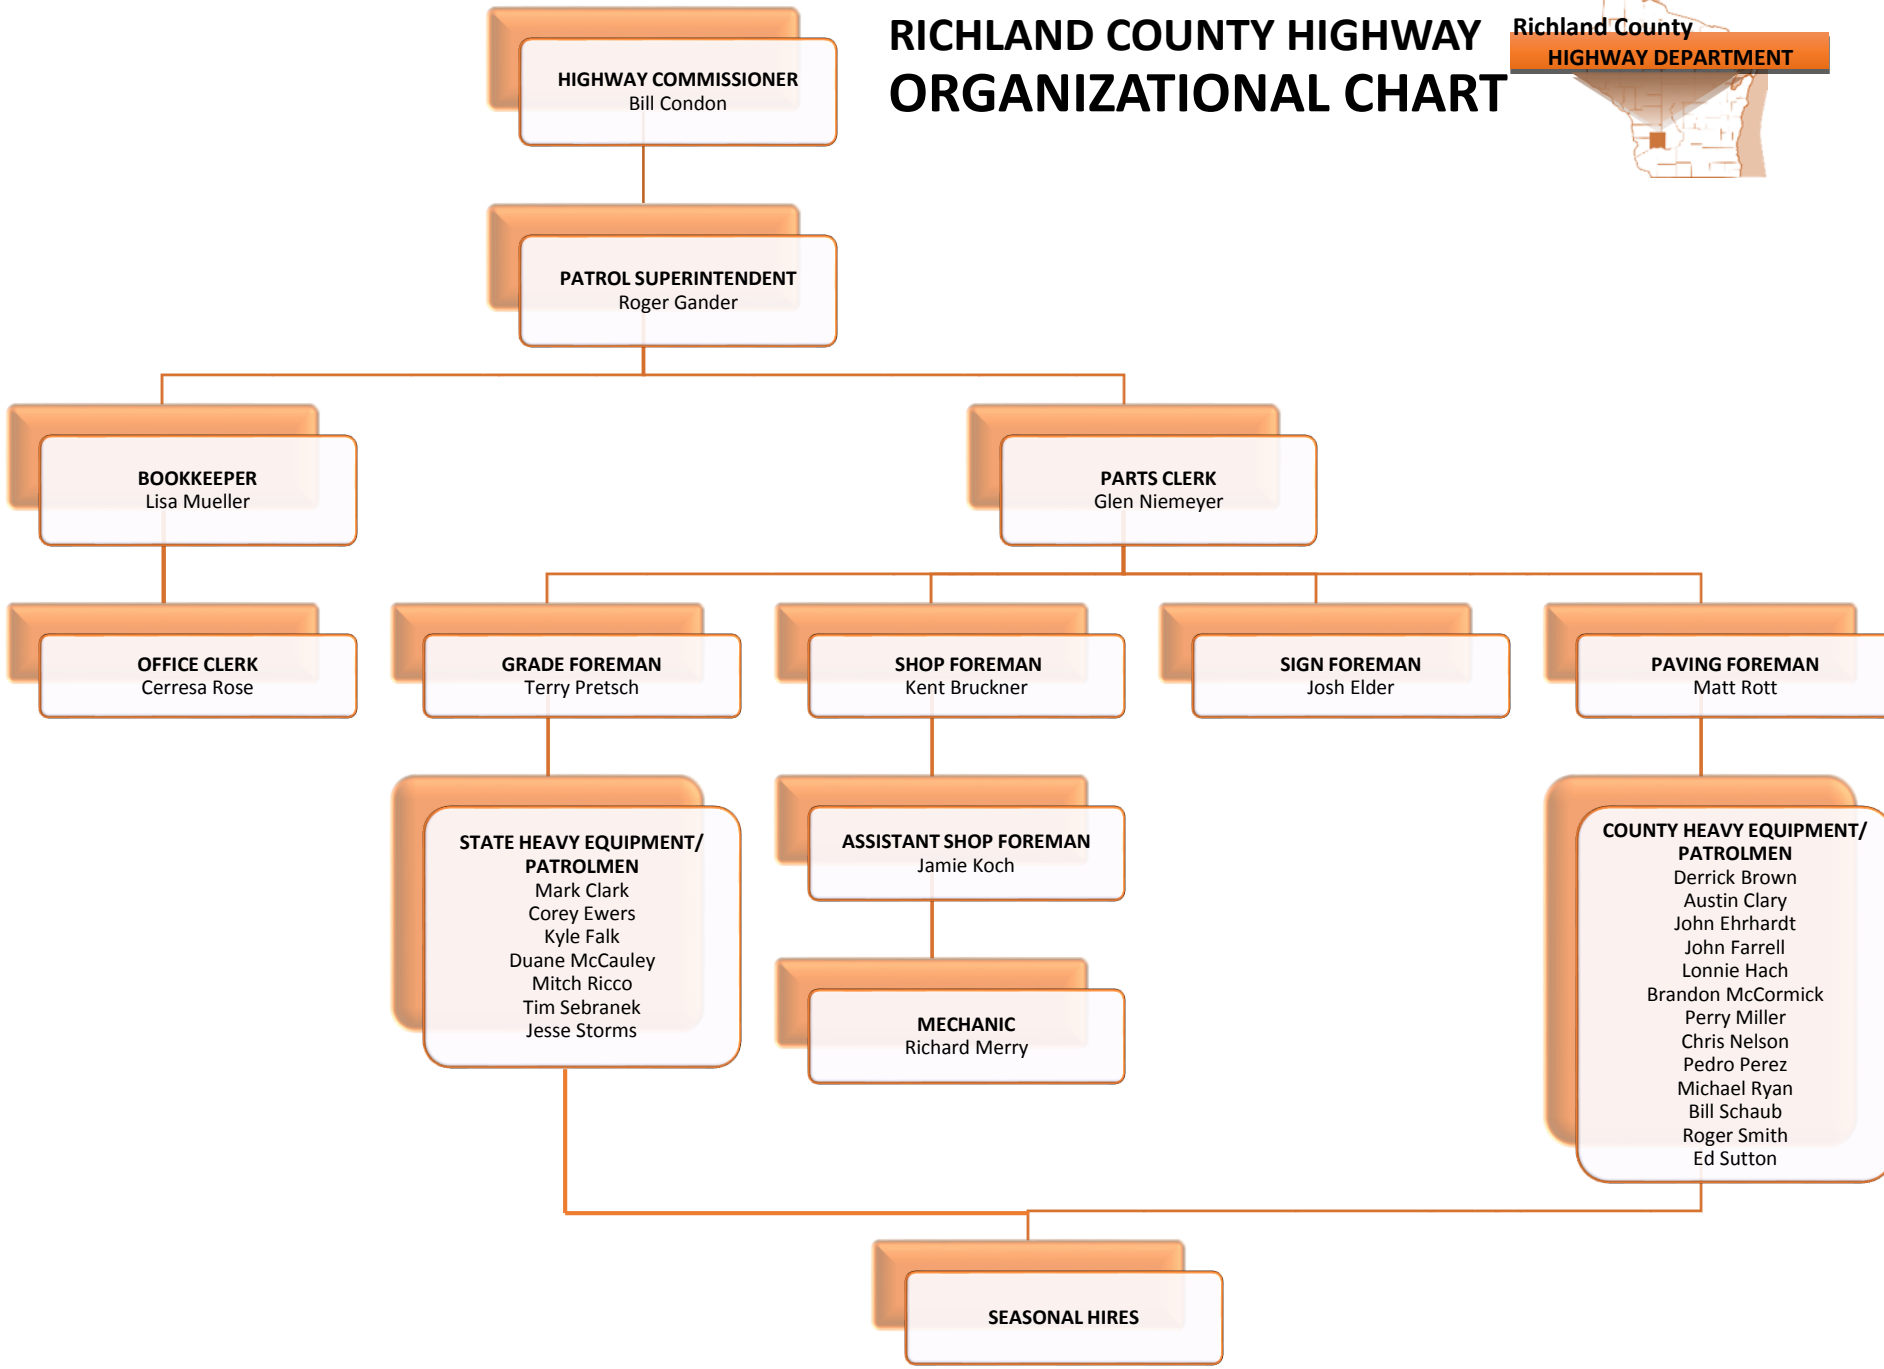 RICHLAND COUNTY HIGHWAY
ORGANIZATIONAL CHART
Richland County
HIGHWAY DEPARTMENT
HIGHWAY COMMISSIONER
Bill Condon
PATROL SUPERINTENDENT
Roger Gander
BOOKKEEPER
Lisa Mueller
PARTS CLERK
Glen Niemeyer
OFFICE CLERK
Cerresa Rose
GRADE FOREMAN
Terry Pretsch
SHOP FOREMAN
Kent Bruckner
SIGN FOREMAN
Josh Elder
PAVING FOREMAN
Matt Rott
STATE HEAVY EQUIPMENT/
PATROLMEN
Mark Clark
Corey Ewers
Kyle Falk
Duane McCauley
Mitch Ricco
Tim Sebranek
Jesse Storms
ASSISTANT SHOP FOREMAN
Jamie Koch
MECHANIC
Richard Merry
COUNTY HEAVY EQUIPMENT/
PATROLMEN
Derrick Brown
Austin Clary
John Ehrhardt
John Farrell
Lonnie Hach
Brandon McCormick
Perry Miller
Chris Nelson
Pedro Perez
Michael Ryan
Bill Schaub
Roger Smith
Ed Sutton
SEASONAL HIRES